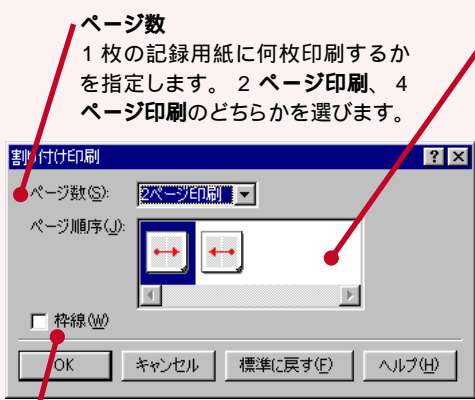 ページ数
1 枚の記録用紙に何枚印刷するか
を指定します。 2 ページ印刷、 4
ページ印刷のどちらかを選びます。
割り付け印刷
ページ数(S): 2ページ印刷
ページ順序(J):
枠線(W)
OK キャンセル 標準に戻す(F) ヘルプ(H)